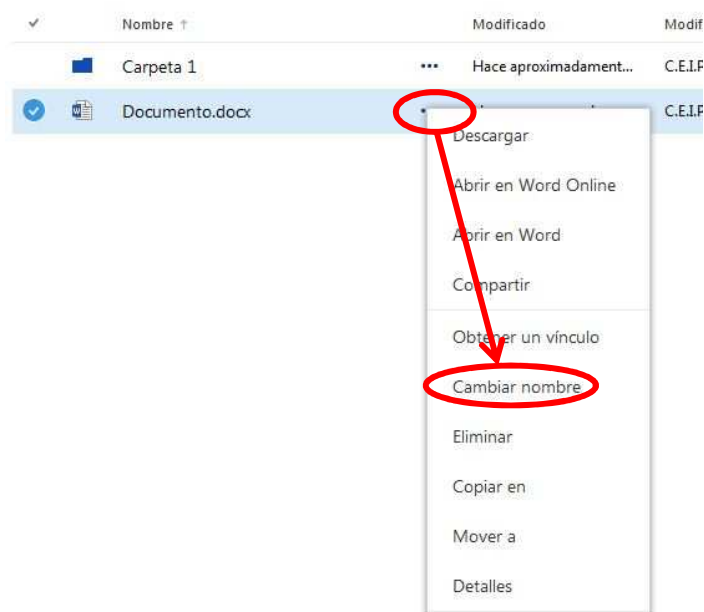 Nombre ↑ Modificado Modif
Carpeta 1 ... Hace aproximadament... C.E.I.P
Documento.docx C.E.I.P
Descargar
Abrir en Word Online
Abrir en Word
Compartir
Obtener un vínculo
Cambiar nombre
Eliminar
Copiar en
Mover a
Detalles